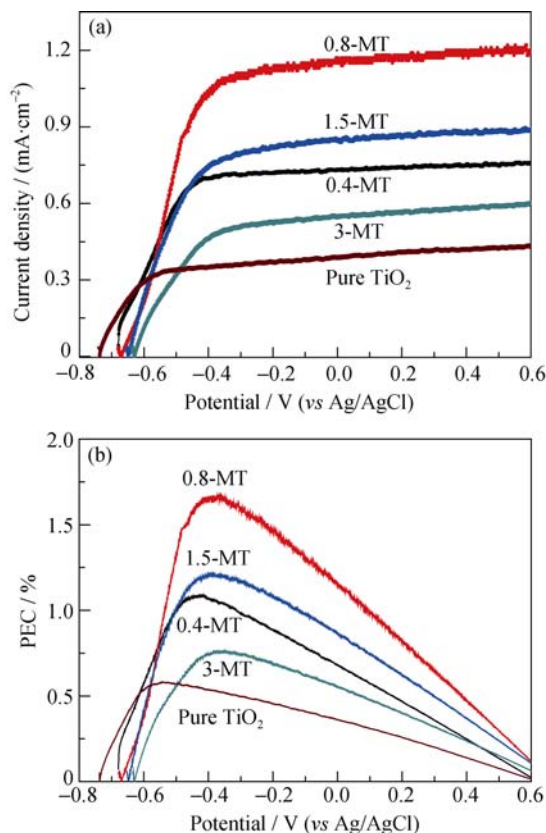 (a)
0.8-MT
1.5-MT
0.4-MT
3-MT
Pure TiO₂
Current density / (mA·cm⁻²)
1.2
0.9
0.6
0.3
0
−0.8 −0.6 −0.4 −0.2 0.0 0.2 0.4 0.6
Potential / V (vs Ag/AgCl)
(b)
0.8-MT
1.5-MT
0.4-MT
3-MT
Pure TiO₂
PEC / %
2.0
1.5
1.0
0.5
0
−0.8 −0.6 −0.4 −0.2 0.0 0.2 0.4 0.6
Potential / V (vs Ag/AgCl)